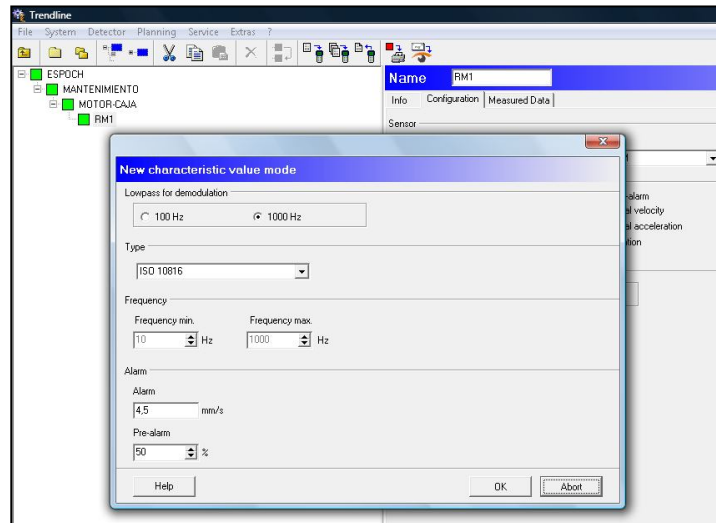 Trendline
File System Detector Planning Service Extras ?
ESPOCH
MANTENIMIENTO
MOTOR-CAJA
RM1
Name RM1
Info Configuration Measured Data
Sensor
New characteristic value mode
Lowpass for demodulation
100 Hz 1000 Hz
Type
ISO 10816
Frequency
Frequency min. Frequency max.
10 Hz 1000 Hz
Alarm
Alarm
4,5 mm/s
Pre-alarm
50 %
Help OK Abort
-alarm
al velocity
al acceleration